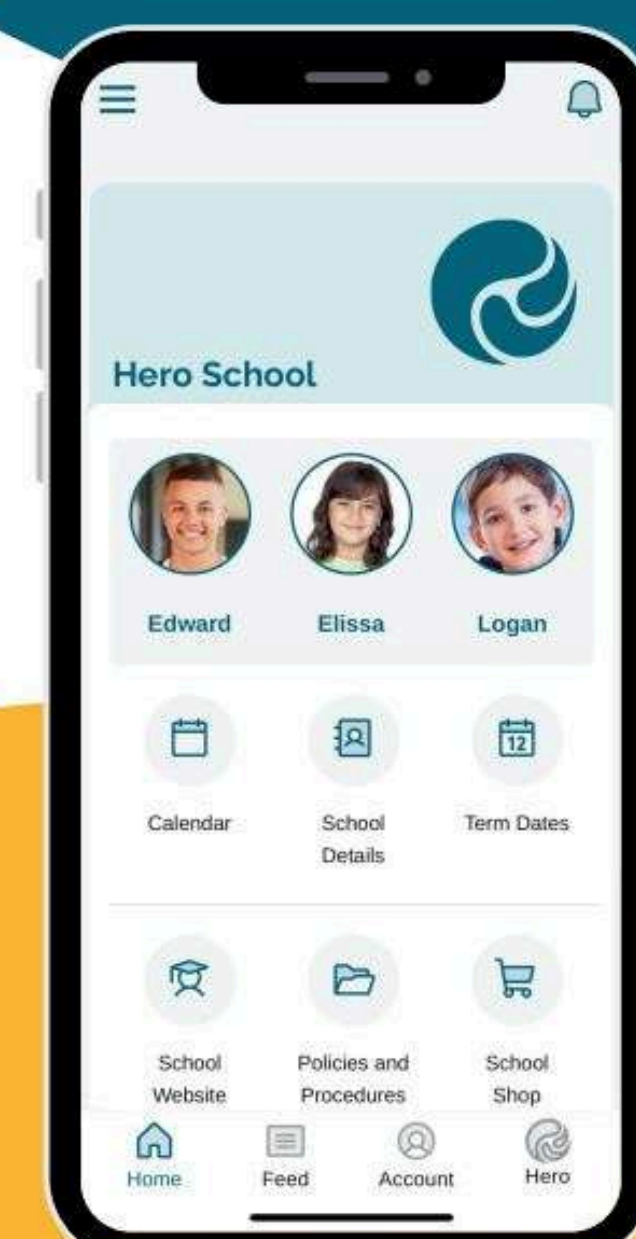 Hero School
Edward Elissa Logan
Calendar School Details 12 Term Dates
School Website Policies and Procedures School Shop
Home Feed Account Hero